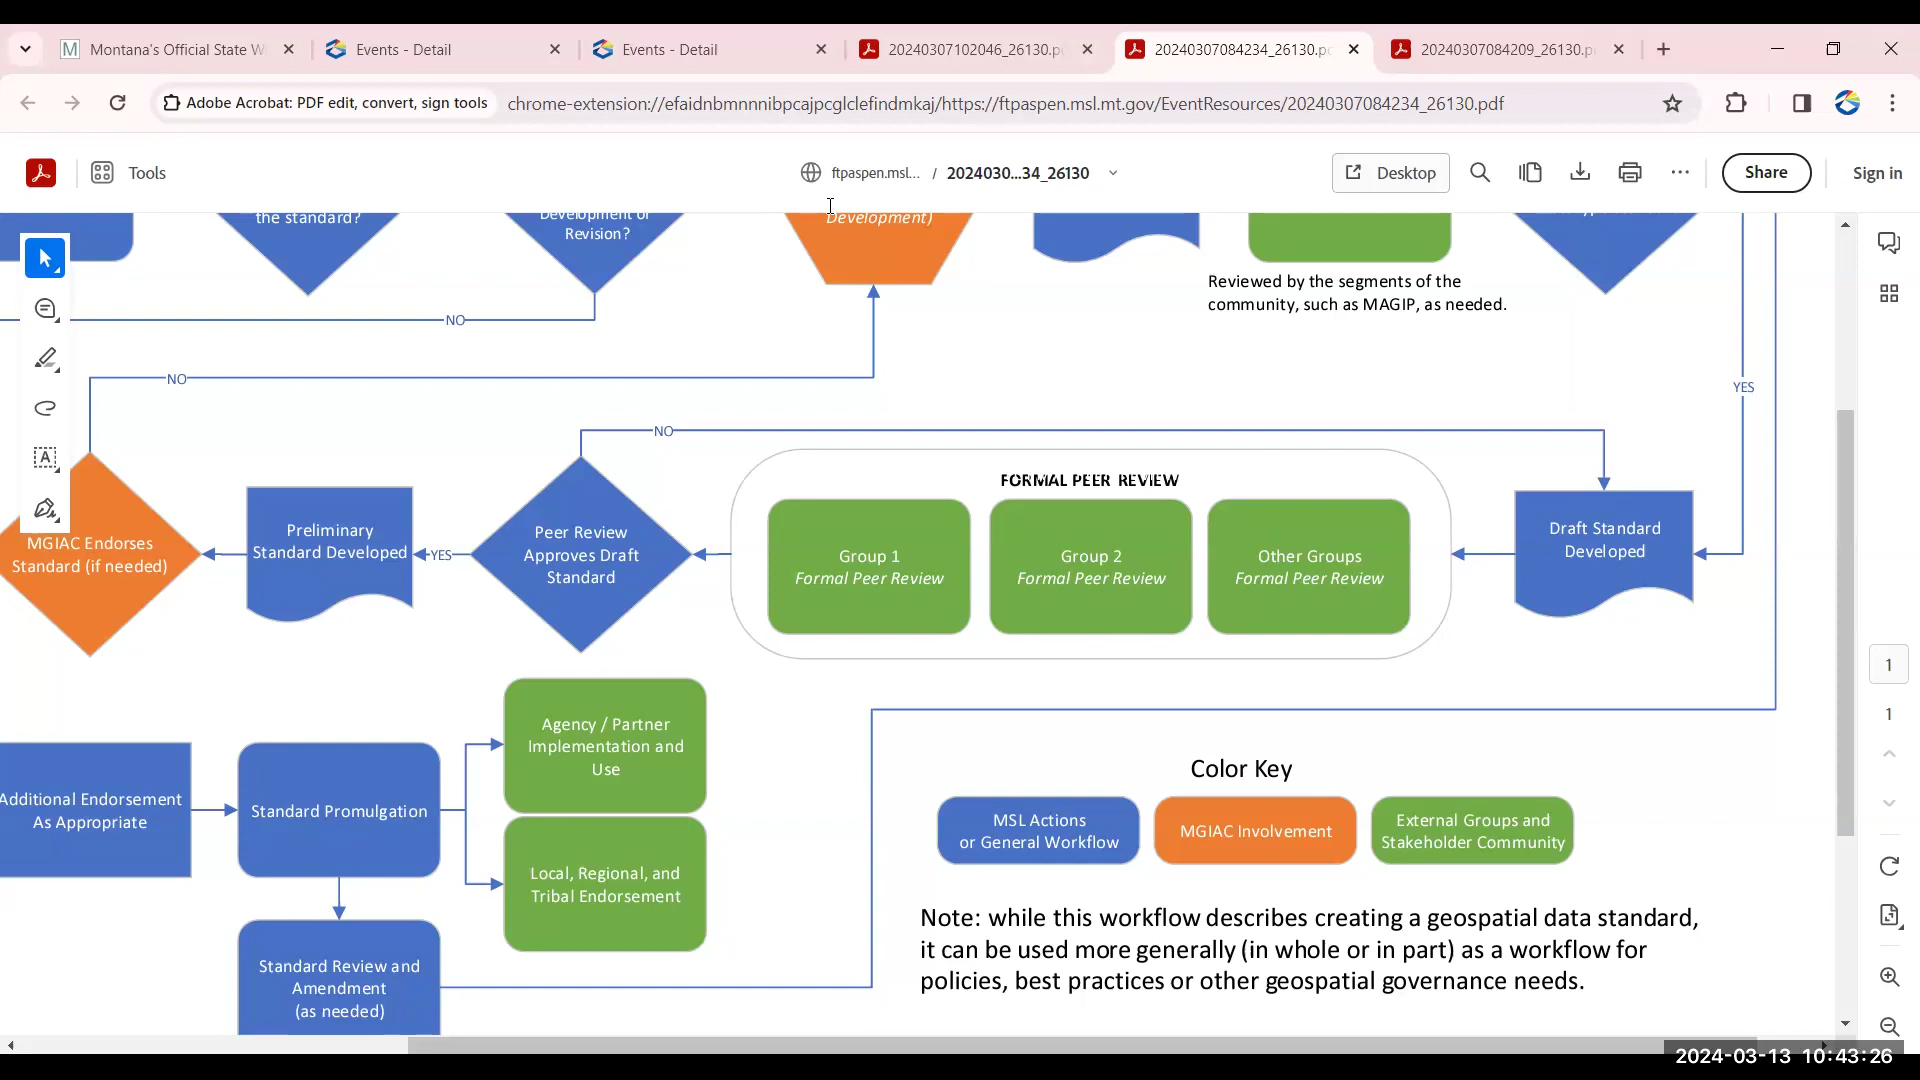 Montana's Official State W
Events - Detail
Events - Detail
20240307102046_26130.p
20240307084234_26130.p
20240307084209_26130.p
Adobe Acrobat: PDF edit, convert, sign tools
chrome-extension://efaidnbmnnnibpcajpcglclefindmkaj/https://ftpaspen.msl.mt.gov/EventResources/20240307084234_26130.pdf
Tools
ftpaspen.msl... / 2024030...34_26130
Desktop
Share
Sign in
the standard?
Development or
Revision?
Development)
Reviewed by the segments of the
community, such as MAGIP, as needed.
NO
NO
YES
NO
FORMAL PEER REVIEW
MGIAC Endorses
Standard (if needed)
Preliminary
Standard Developed
YES
Peer Review
Approves Draft
Standard
Group 1
Formal Peer Review
Group 2
Formal Peer Review
Other Groups
Formal Peer Review
Draft Standard
Developed
1
1
Additional Endorsement
As Appropriate
Standard Promulgation
Agency / Partner
Implementation and
Use
Local, Regional, and
Tribal Endorsement
Standard Review and
Amendment
(as needed)
Color Key
MSL Actions
or General Workflow
MGIAC Involvement
External Groups and
Stakeholder Community
Note: while this workflow describes creating a geospatial data standard,
it can be used more generally (in whole or in part) as a workflow for
policies, best practices or other geospatial governance needs.
2024-03-13 10:43:26